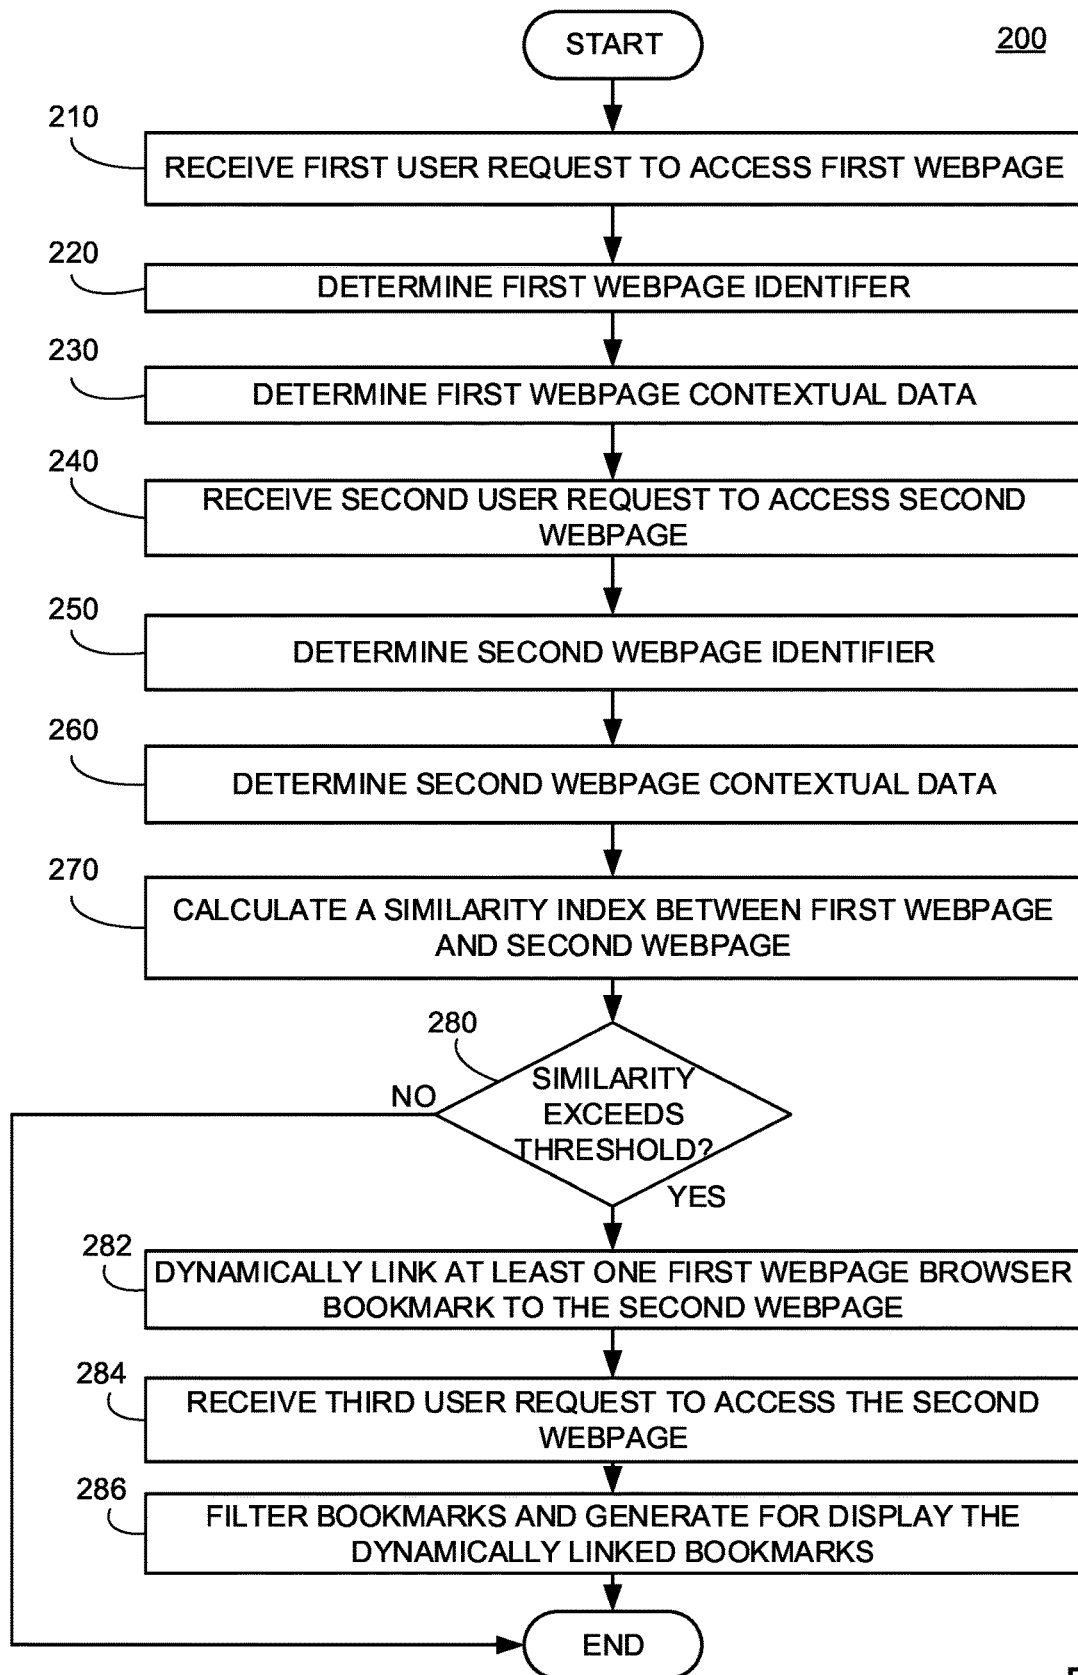 START
200
210
RECEIVE FIRST USER REQUEST TO ACCESS FIRST WEBPAGE
220
DETERMINE FIRST WEBPAGE IDENTIFER
230
DETERMINE FIRST WEBPAGE CONTEXTUAL DATA
240
RECEIVE SECOND USER REQUEST TO ACCESS SECOND
WEBPAGE
250
DETERMINE SECOND WEBPAGE IDENTIFIER
260
DETERMINE SECOND WEBPAGE CONTEXTUAL DATA
270
CALCULATE A SIMILARITY INDEX BETWEEN FIRST WEBPAGE
AND SECOND WEBPAGE
280
SIMILARITY
EXCEEDS
THRESHOLD?
NO
YES
282
DYNAMICALLY LINK AT LEAST ONE FIRST WEBPAGE BROWSER
BOOKMARK TO THE SECOND WEBPAGE
284
RECEIVE THIRD USER REQUEST TO ACCESS THE SECOND
WEBPAGE
286
FILTER BOOKMARKS AND GENERATE FOR DISPLAY THE
DYNAMICALLY LINKED BOOKMARKS
END